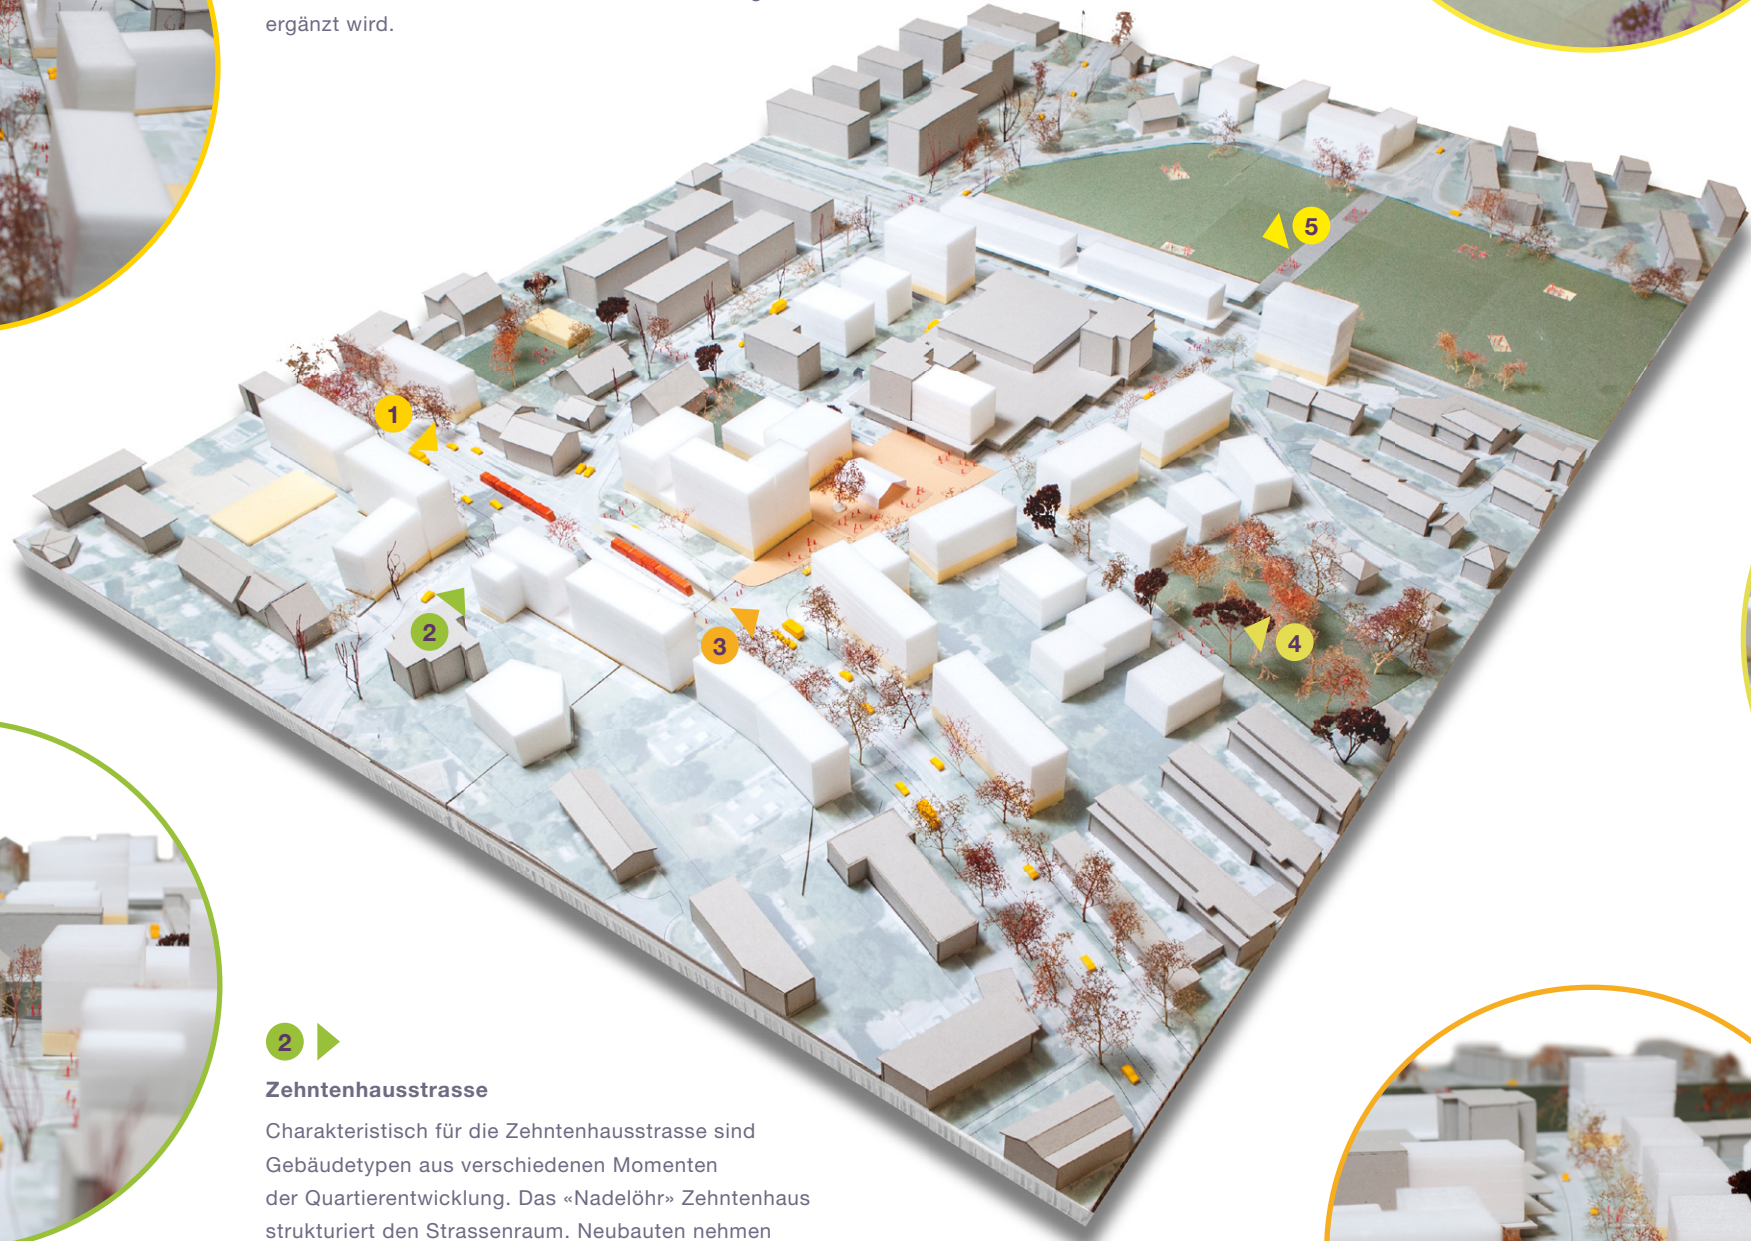 ergänzt wird.
5
1
2
3
4
2
Zehntenhausstrasse
Charakteristisch für die Zehntenhausstrasse sind
Gebäudetypen aus verschiedenen Momenten
der Quartierentwicklung. Das «Nadelöhr» Zehntenhaus
strukturiert den Strassenraum. Neubauten nehmen